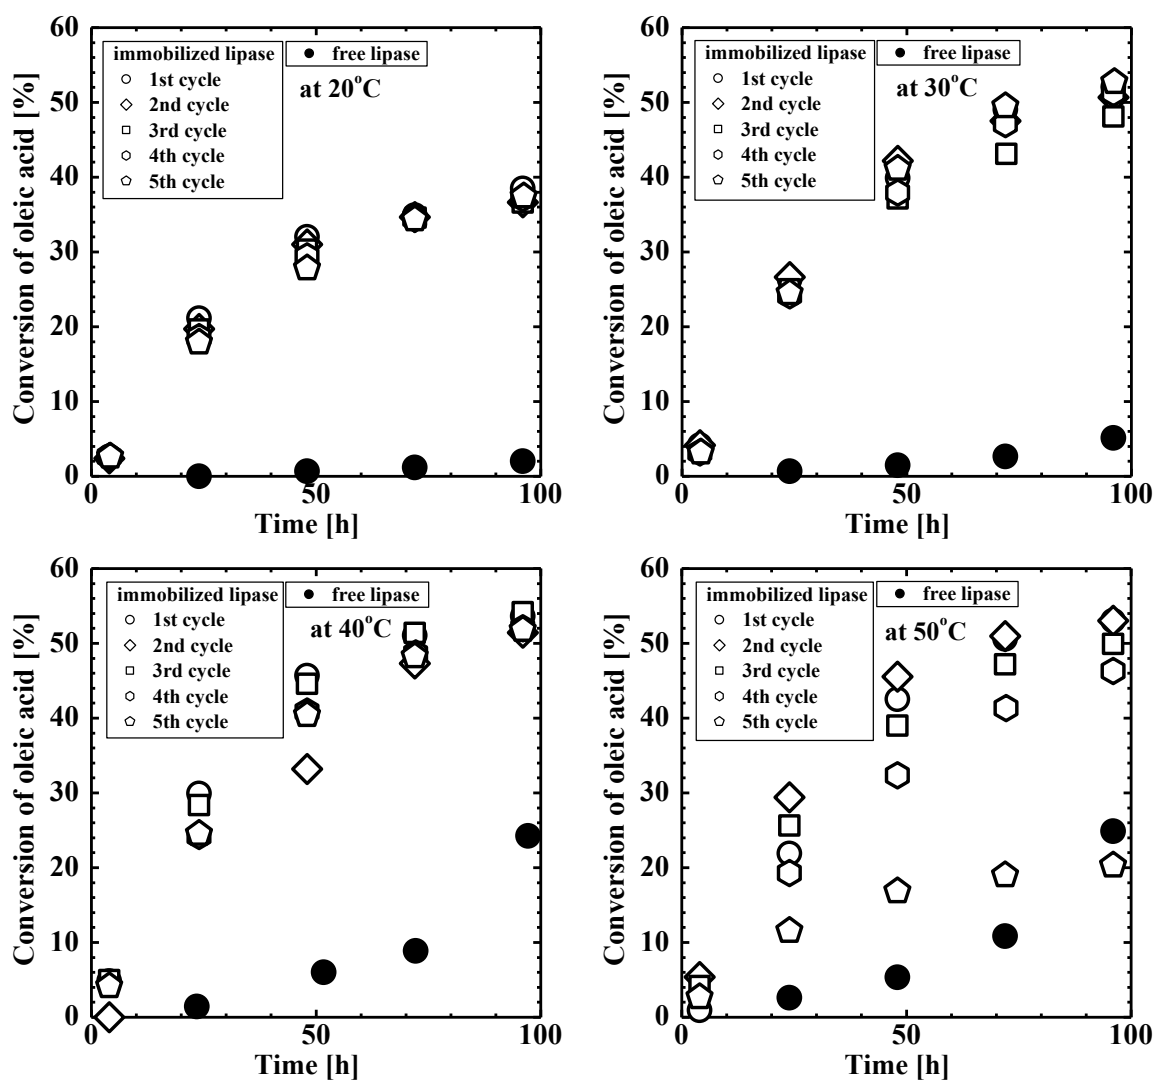 60
50
40
30
20
10
0
Conversion of oleic acid [%]
immobilized lipase
1st cycle
2nd cycle
3rd cycle
4th cycle
5th cycle
free lipase
at 20°C
0
50
100
Time [h]
60
50
40
30
20
10
0
Conversion of oleic acid [%]
immobilized lipase
1st cycle
2nd cycle
3rd cycle
4th cycle
5th cycle
free lipase
at 30°C
0
50
100
Time [h]
60
50
40
30
20
10
0
Conversion of oleic acid [%]
immobilized lipase
1st cycle
2nd cycle
3rd cycle
4th cycle
5th cycle
free lipase
at 40°C
0
50
100
Time [h]
60
50
40
30
20
10
0
Conversion of oleic acid [%]
immobilized lipase
1st cycle
2nd cycle
3rd cycle
4th cycle
5th cycle
free lipase
at 50°C
0
50
100
Time [h]